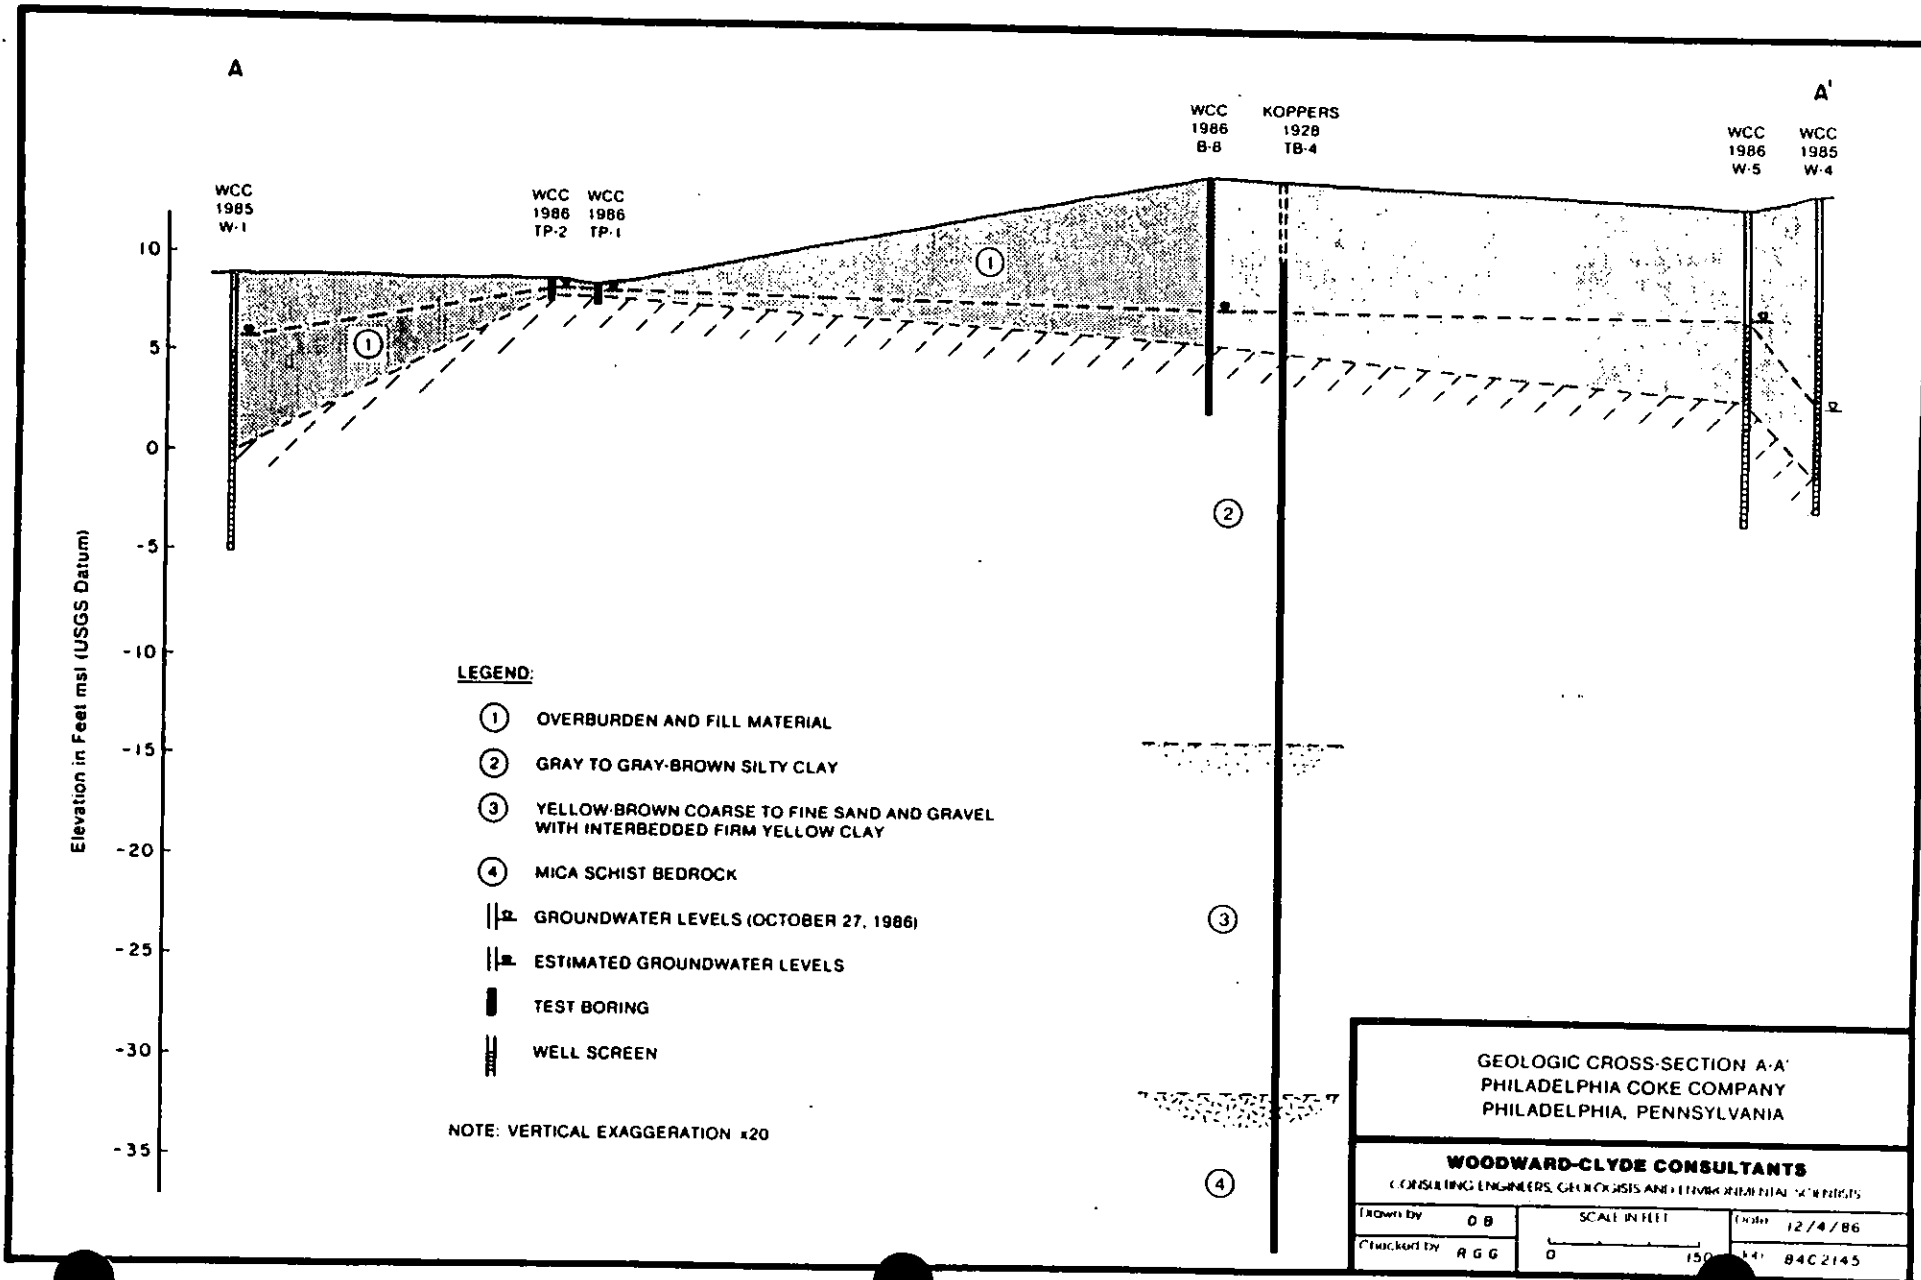 A
A'
WCC
1985
W-1
WCC
1986
TP-2
WCC
1986
TP-1
WCC
1986
B-8
KOPPERS
1928
TB-4
WCC
1986
W-5
WCC
1985
W-4
10
5
0
-5
-10
-15
-20
-25
-30
-35
Elevation in Feet msl (USGS Datum)
1
1
2
3
4
LEGEND:
1 OVERBURDEN AND FILL MATERIAL
2 GRAY TO GRAY-BROWN SILTY CLAY
3 YELLOW-BROWN COARSE TO FINE SAND AND GRAVEL
WITH INTERBEDDED FIRM YELLOW CLAY
4 MICA SCHIST BEDROCK
GROUNDWATER LEVELS (OCTOBER 27, 1986)
ESTIMATED GROUNDWATER LEVELS
TEST BORING
WELL SCREEN
NOTE: VERTICAL EXAGGERATION x20
GEOLOGIC CROSS-SECTION A-A'
PHILADELPHIA COKE COMPANY
PHILADELPHIA, PENNSYLVANIA
WOODWARD-CLYDE CONSULTANTS
CONSULTING ENGINEERS, GEOLOGISTS AND ENVIRONMENTAL SCIENTISTS
Drawn by DB
SCALE IN FEET
Date 12/4/86
Checked by RGG
0 150
84C2145